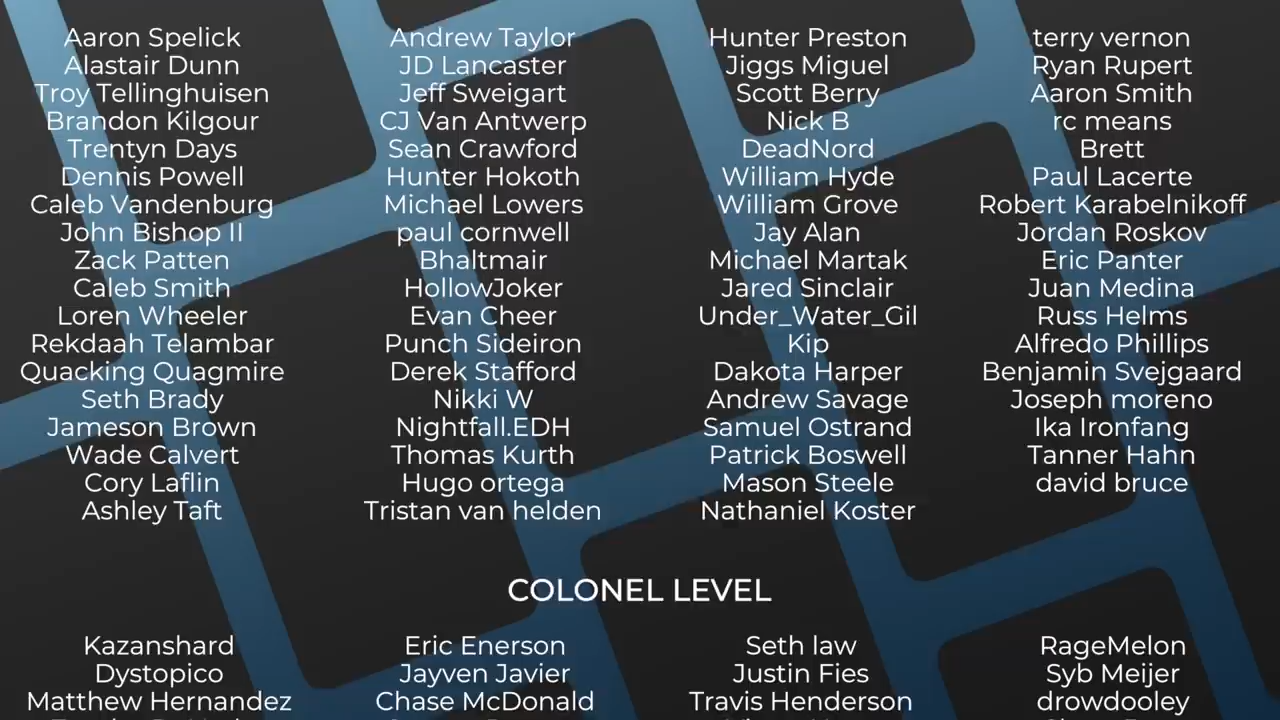 Aaron Spelick
Alastair Dunn
Troy Tellinghuisen
Brandon Kilgour
Trentyn Days
Dennis Powell
Caleb Vandenburg
John Bishop II
Zack Patten
Caleb Smith
Loren Wheeler
Rekdaah Telambar
Quacking Quagmire
Seth Brady
Jameson Brown
Wade Calvert
Cory Laflin
Ashley Taft
Andrew Taylor
JD Lancaster
Jeff Sweigart
CJ Van Antwerp
Sean Crawford
Hunter Hokoth
Michael Lowers
paul cornwell
Bhaltmair
HollowJoker
Evan Cheer
Punch Sideiron
Derek Stafford
Nikki W
Nightfall.EDH
Thomas Kurth
Hugo ortega
Tristan van helden
Hunter Preston
Jiggs Miguel
Scott Berry
Nick B
DeadNord
William Hyde
William Grove
Jay Alan
Michael Martak
Jared Sinclair
Under_Water_Gil
Kip
Dakota Harper
Andrew Savage
Samuel Ostrand
Patrick Boswell
Mason Steele
Nathaniel Koster
terry vernon
Ryan Rupert
Aaron Smith
rc means
Brett
Paul Lacerte
Robert Karabelnikoff
Jordan Roskov
Eric Panter
Juan Medina
Russ Helms
Alfredo Phillips
Benjamin Svejgaard
Joseph moreno
Ika Ironfang
Tanner Hahn
david bruce
COLONEL LEVEL
Kazanshard
Dystopico
Matthew Hernandez
Eric Enerson
Jayven Javier
Chase McDonald
Seth law
Justin Fies
Travis Henderson
RageMelon
Syb Meijer
drowdooley